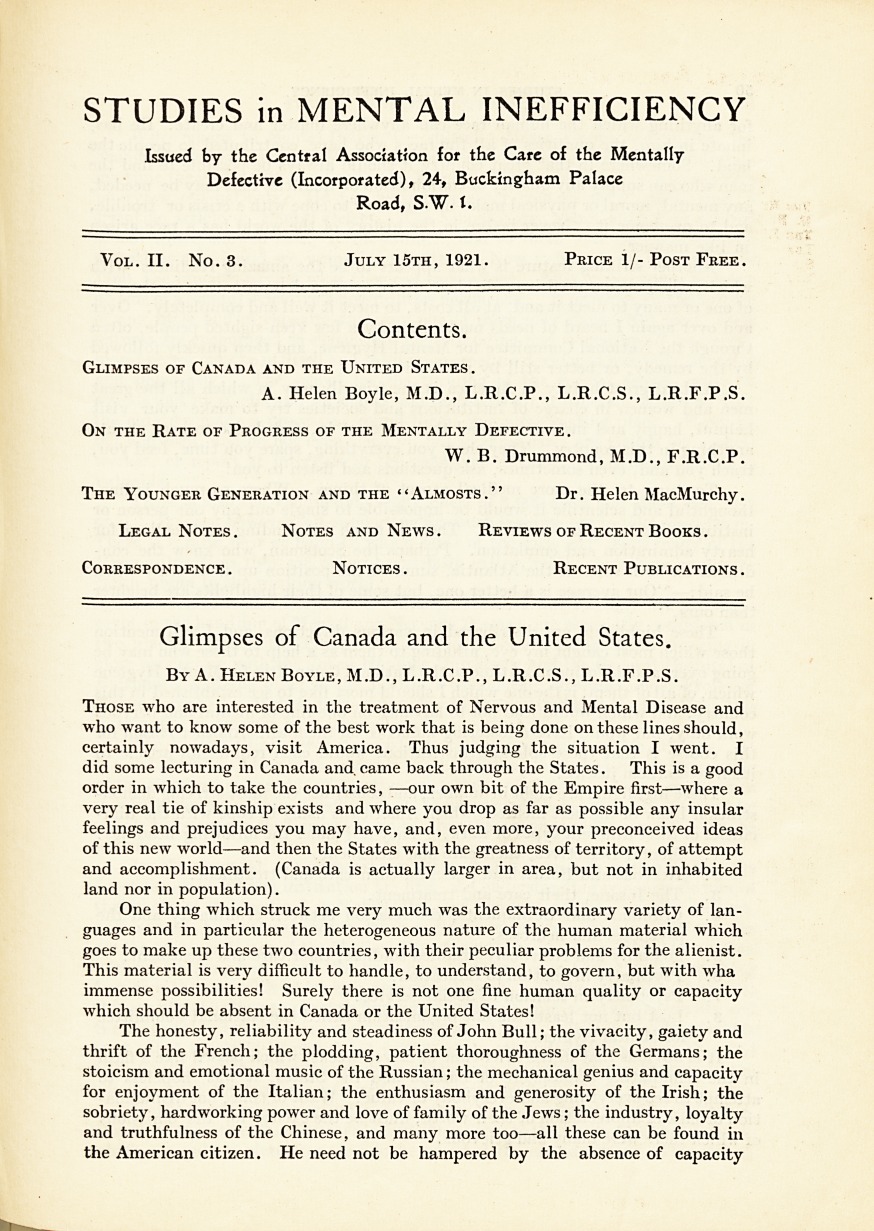 STUDIES in MENTAL INEFFICIENCY
Issued by the Central Association for the Care of the Mentally
Defective (Incorporated), 24, Buckingham Palace
Road, S.W. 1.
VOL. II. NO. 3. JULY 15TH, 1921. PRICE 1/- POST FREE.
Contents.
GLIMPSES OF CANADA AND THE UNITED STATES.
A. Helen Boyle, M.D., L.R.C.P., L.R.C.S., L.R.F.P.S.
ON THE RATE OF PROGRESS OF THE MENTALLY DEFECTIVE.
W. B. Drummond, M.D., F.R.C.P.
THE YOUNGER GENERATION AND THE "ALMOSTS." Dr. Helen MacMurchy.
LEGAL NOTES. NOTES AND NEWS. REVIEWS OF RECENT BOOKS.
CORRESPONDENCE. NOTICES. RECENT PUBLICATIONS.
Glimpses of Canada and the United States.
BY A. HELEN BOYLE, M.D., L.R.C.P., L.R.C.S., L.R.F.P.S.
THOSE who are interested in the treatment of Nervous and Mental Disease and
who want to know some of the best work that is being done on these lines should,
certainly nowadays, visit America. Thus judging the situation I went. I
did some lecturing in Canada and came back through the States. This is a good
order in which to take the countries, —our own bit of the Empire first—where a
very real tie of kinship exists and where you drop as far as possible any insular
feelings and prejudices you may have, and, even more, your preconceived ideas
of this new world—and then the States with the greatness of territory, of attempt
and accomplishment. (Canada is actually larger in area, but not in inhabited
land nor in population).
One thing which struck me very much was the extraordinary variety of lan-
guages and in particular the heterogeneous nature of the human material which
goes to make up these two countries, with their peculiar problems for the alienist.
This material is very difficult to handle, to understand, to govern, but with wha
immense possibilities! Surely there is not one fine human quality or capacity
which should be absent in Canada or the United States!
The honesty, reliability and steadiness of John Bull; the vivacity, gaiety and
thrift of the French; the plodding, patient thoroughness of the Germans; the
stoicism and emotional music of the Russian; the mechanical genius and capacity
for enjoyment of the Italian; the enthusiasm and generosity of the Irish; the
sobriety, hardworking power and love of family of the Jews; the industry, loyalty
and truthfulness of the Chinese, and many more too—all these can be found in
the American citizen. He need not be hampered by the absence of capacity